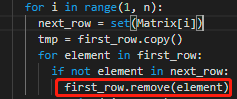 for i in range(1, n):
next_row = set(Matrix[i])
tmp = first_row.copy()
for element in first_row:
if not element in next_row:
first_row.remove(element)